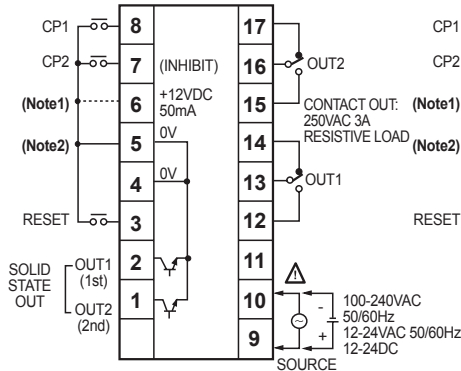 CP1 8 17 CP1
CP2 7 (INHIBIT) 16 OUT2 CP2
(Note1) 6 +12VDC 50mA 15 CONTACT OUT: 250VAC 3A RESISTIVE LOAD (Note1)
(Note2) 5 0V 14 (Note2)
4 0V 13 OUT1
RESET 3 12 RESET
SOLID STATE OUT
OUT1 (1st) 2 11
OUT2 (2nd) 1 10
9
- +
100-240VAC
50/60Hz
12-24VAC 50/60Hz
12-24DC
SOURCE